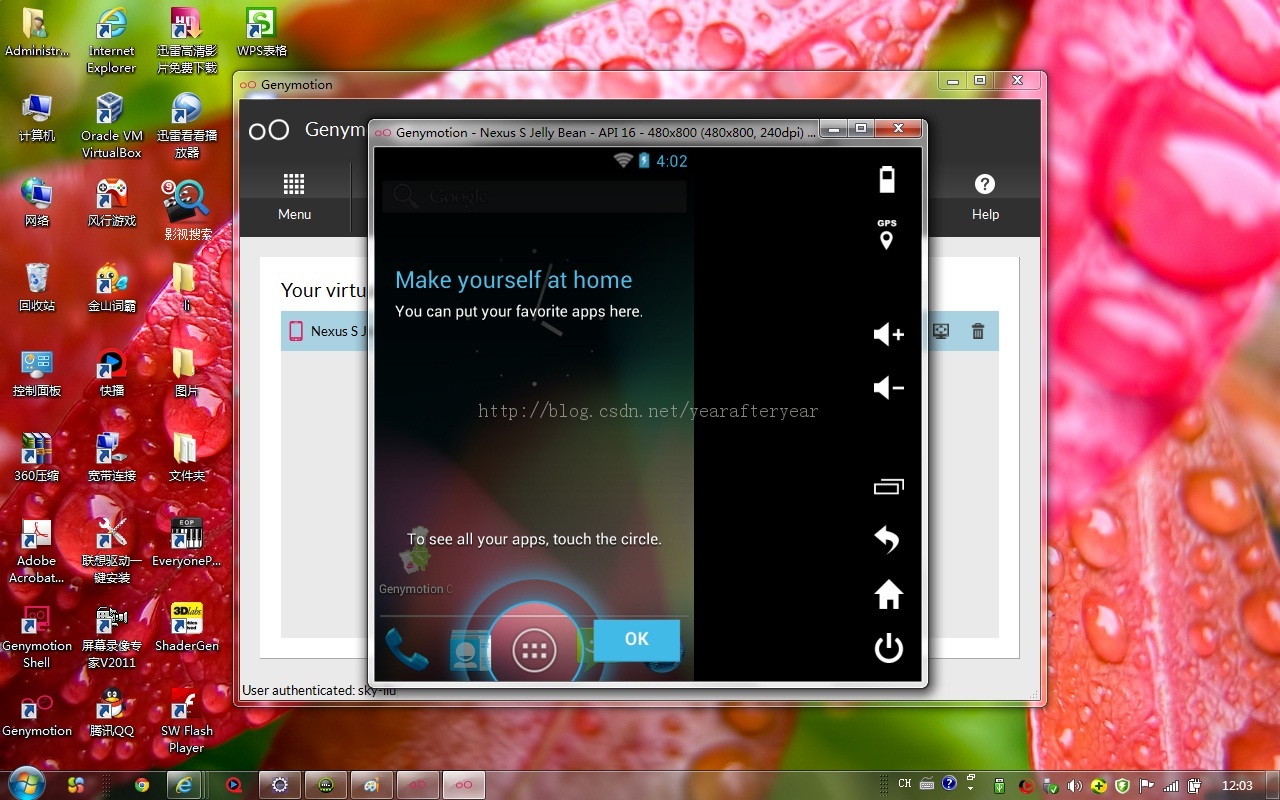 Administr...
Internet
Explorer
迅雷高清影
片免费下载
WPS表格
计算机
Oracle VM
VirtualBox
迅雷看看播
放器
网络
风行游戏
影视搜索
回收站
金山词霸
li
控制面板
快播
图片
360压缩
宽带连接
文件夹
Adobe
Acrobat...
联想驱动一
键安装
EOP
EveryoneP...
Genymotion
Shell
屏幕录像专
家V2011
3Dlabs
ShaderGen
Genymotion
腾讯QQ
SW Flash
Player
Genymotion
Genym
Menu
Help
Your virtu
Nexus S J
User authenticated: sky-liu
Genymotion - Nexus S Jelly Bean - API 16 - 480x800 (480x800, 240dpi) ...
4:02
Google
GPS
Make yourself at home
You can put your favorite apps here.
http://blog.csdn.net/yearafteryear
To see all your apps, touch the circle.
Genymotion C
OK
CH
12:03